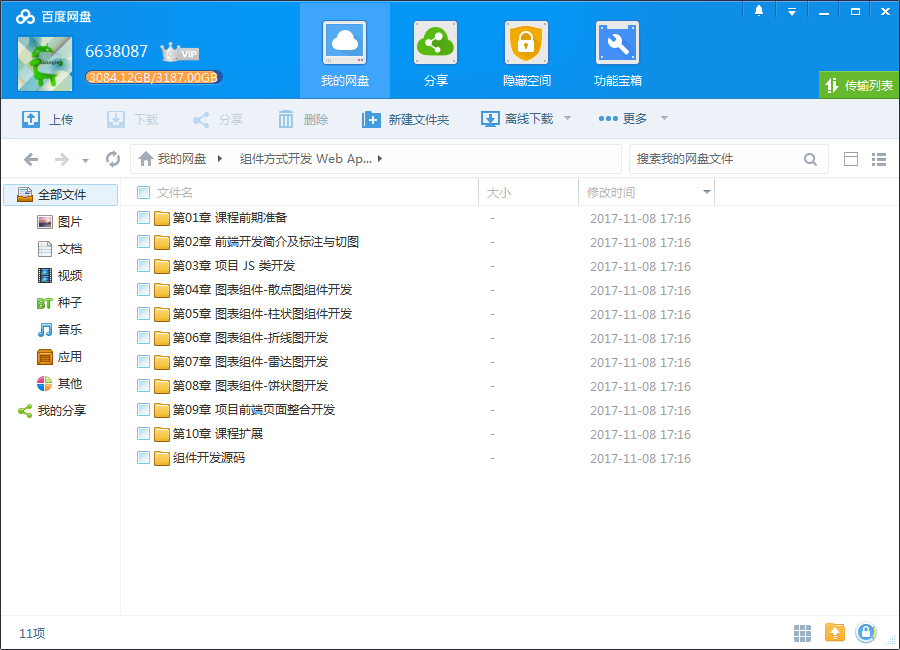 百度网盘
6638087 VIP
3084.12GB/3187.00GB
我的网盘 分享 隐藏空间 功能宝箱
传输列表
上传 下载 分享 删除 新建文件夹 离线下载 更多
我的网盘 组件方式开发 Web Ap... 搜索我的网盘文件
全部文件
图片
文档
视频
BT 种子
音乐
应用
其他
我的分享
文件名 大小 修改时间
第01章 课程前期准备 - 2017-11-08 17:16
第02章 前端开发简介及标注与切图 - 2017-11-08 17:16
第03章 项目 JS 类开发 - 2017-11-08 17:16
第04章 图表组件-散点图组件开发 - 2017-11-08 17:16
第05章 图表组件-柱状图组件开发 - 2017-11-08 17:16
第06章 图表组件-折线图开发 - 2017-11-08 17:16
第07章 图表组件-雷达图开发 - 2017-11-08 17:16
第08章 图表组件-饼状图开发 - 2017-11-08 17:16
第09章 项目前端页面整合开发 - 2017-11-08 17:16
第10章 课程扩展 - 2017-11-08 17:16
组件开发源码 - 2017-11-08 17:16
11项